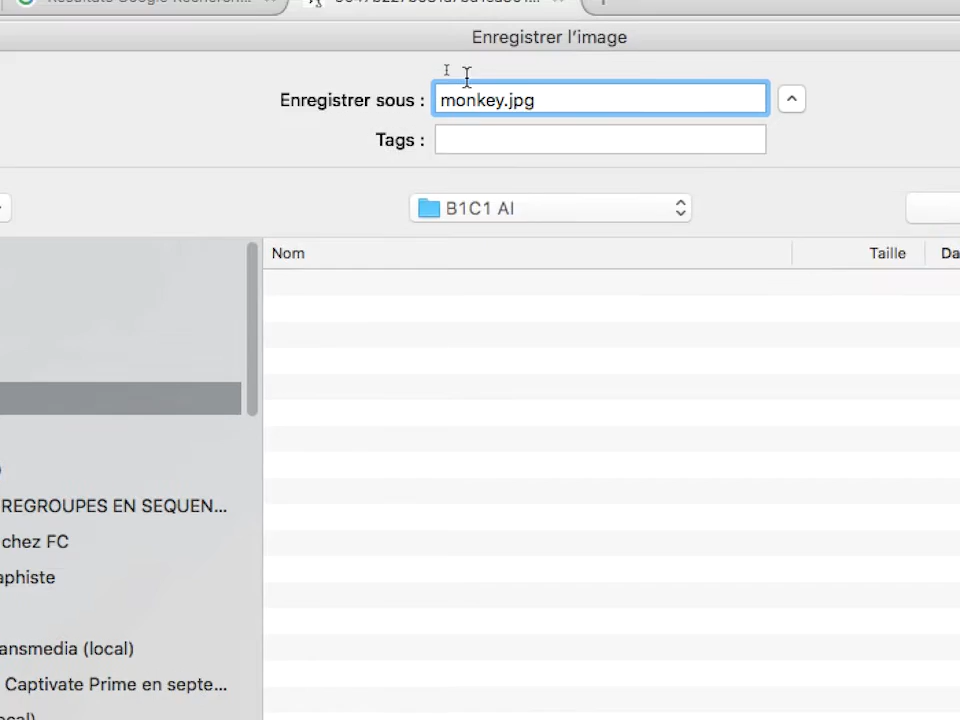 Enregistrer l'image
Enregistrer sous : monkey.jpg
Tags :
B1C1 AI
Nom Taille Da
REGROUPES EN SEQUEN...
chez FC
aphiste
ansmedia (local)
Captivate Prime en septe...